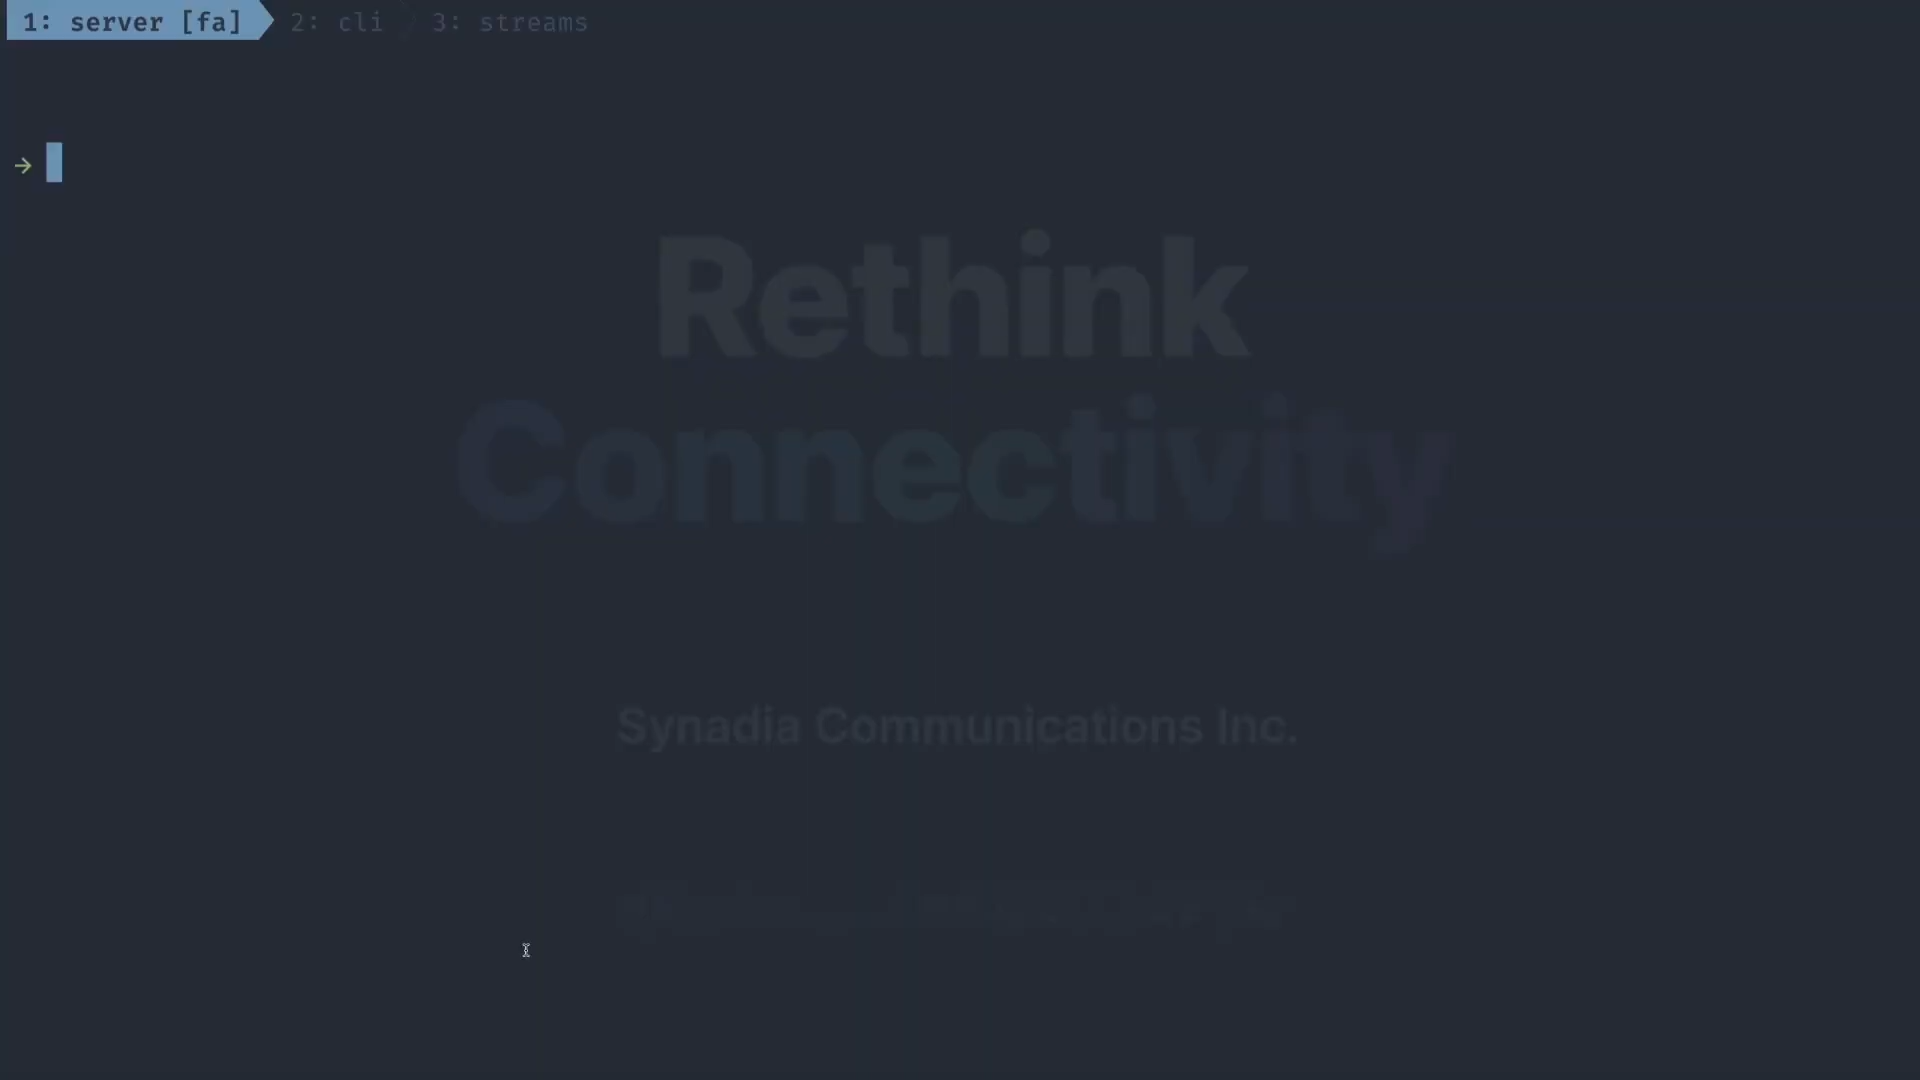 1: server [fa] 2: cli 3: streams
→
Rethink
Connectivity
Synadia Communications Inc.